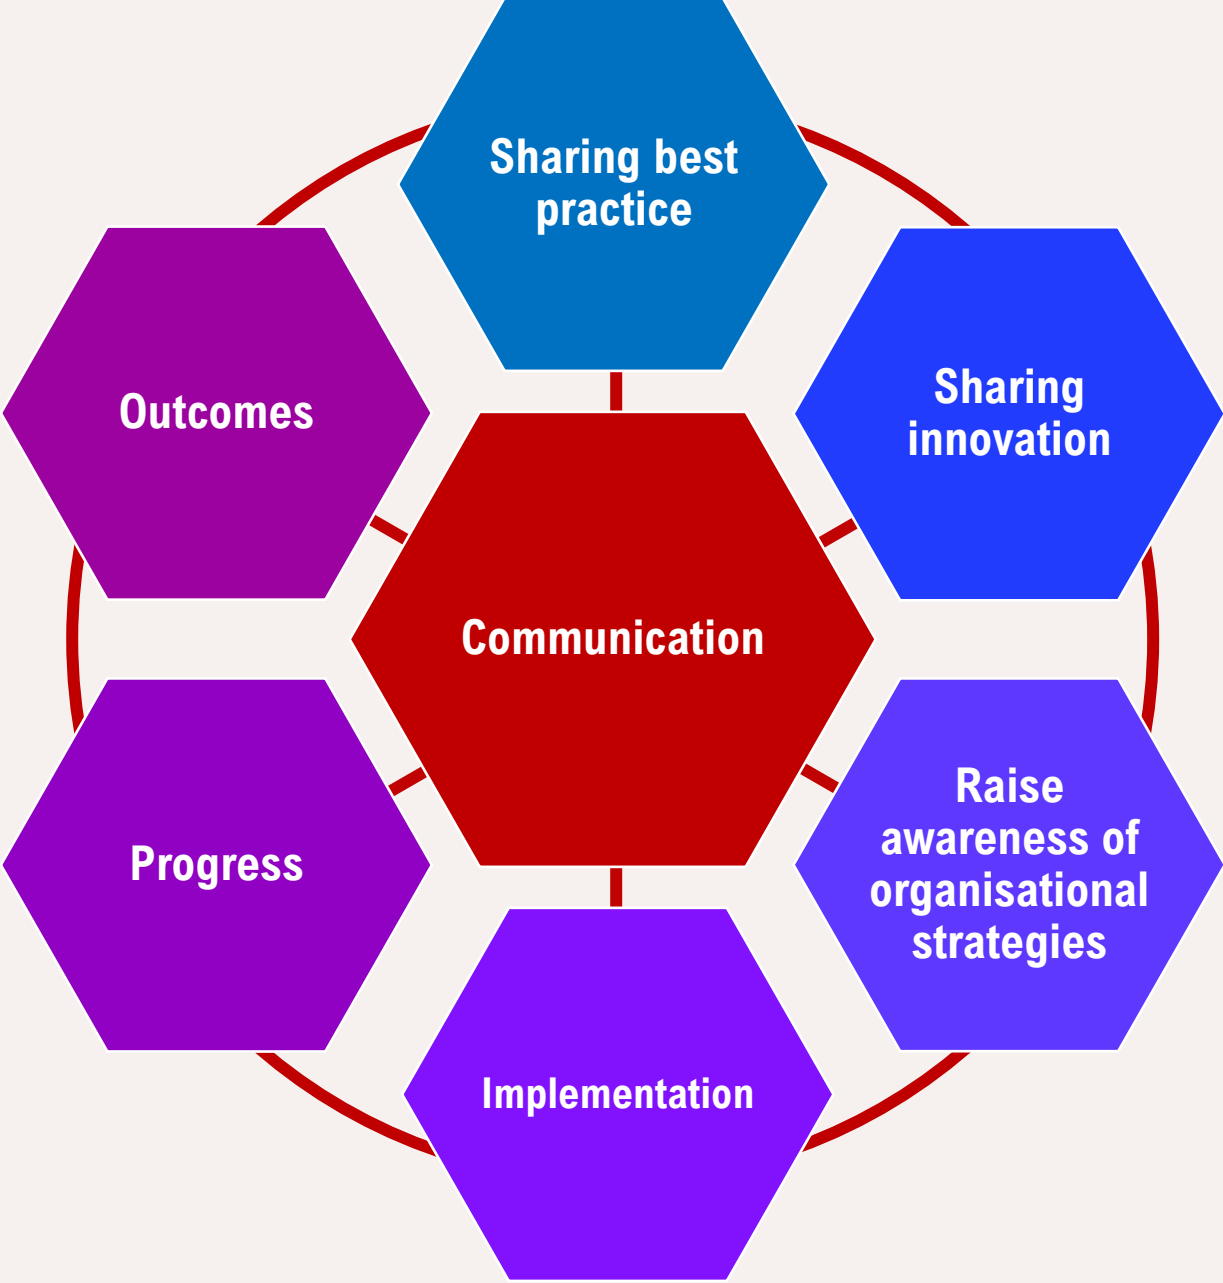 Sharing best
practice
Sharing
innovation
Raise
awareness of
organisational
strategies
Implementation
Progress
Outcomes
Communication